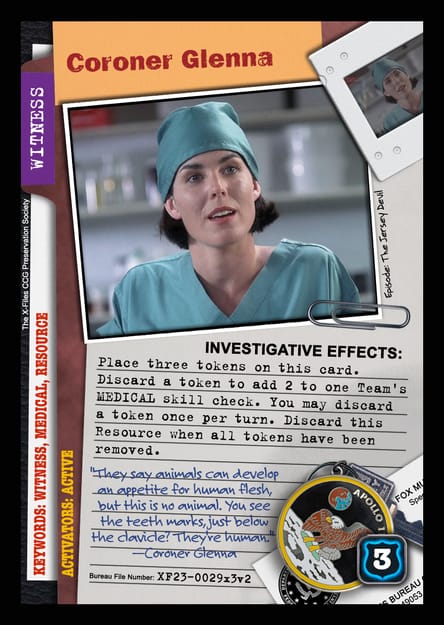 Coroner Glenna
WITNESS
The X-Files CCG Preservation Society
KEYWORDS: WITNESS, MEDICAL, RESOURCE
ACTIVATORS: ACTIVE
Episode: The Jersey Devil
INVESTIGATIVE EFFECTS:
Place three tokens on this card.
Discard a token to add 2 to one Team's
MEDICAL skill check. You may discard
a token once per turn. Discard this
Resource when all tokens have been
removed.
"They say animals can develop
an appetite for human flesh,
but this is no animal. You see
the teeth marks, just below
the clavicle? They're human."
—Coroner Glenna
Bureau File Number: XF23-0029x3v2
APOLLO
FOX MU
Spe
3
BUREAU
49053